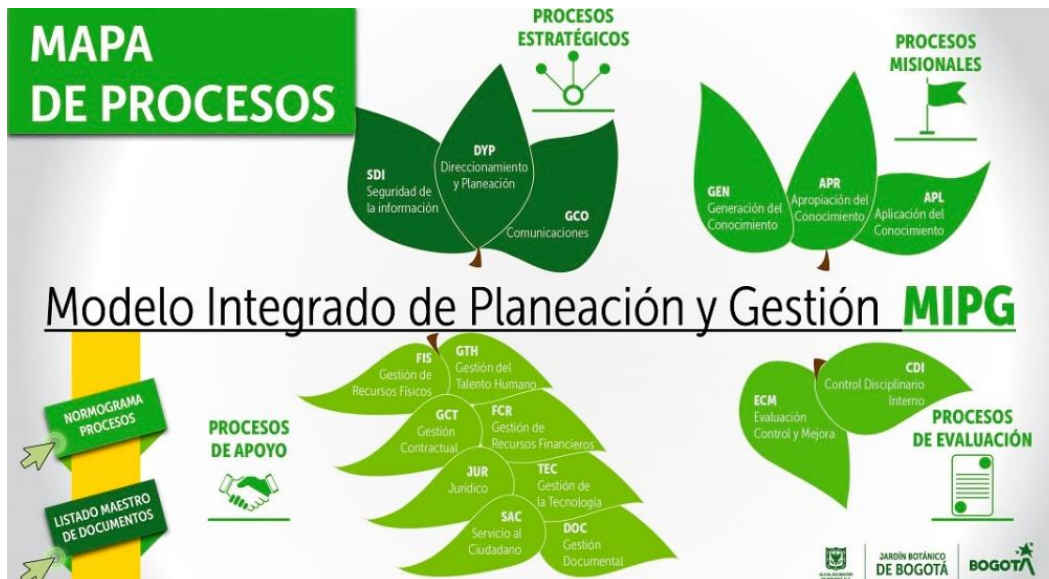 MAPA
DE PROCESOS
PROCESOS
ESTRATÉGICOS
PROCESOS
MISIONALES
SDI
Seguridad de
la información
DYP
Direccionamiento
y Planeación
GCO
Comunicaciones
GEN
Generación del
Conocimiento
APR
Apropiación del
Conocimiento
APL
Aplicación del
Conocimiento
Modelo Integrado de Planeación y Gestión MIPG
NORMOGRAMA
PROCESOS
LISTADO MAESTRO
DE DOCUMENTOS
PROCESOS
DE APOYO
FIS
Gestión de
Recursos Físicos
GTH
Gestión del
Talento Humano
GCT
Gestión
Contractual
FCR
Gestión de
Recursos Financieros
JUR
Jurídico
TEC
Gestión de
la Tecnología
SAC
Servicio al
Ciudadano
DOC
Gestión
Documental
ECM
Evaluación
Control y Mejora
CDI
Control Disciplinario
Interno
PROCESOS
DE EVALUACIÓN
JARDÍN BOTÁNICO
DE BOGOTÁ
BOGOTÁ